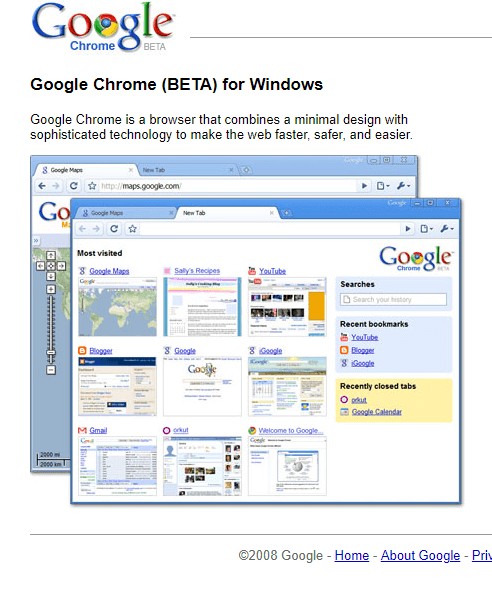 Google
Chrome BETA
Google Chrome (BETA) for Windows
Google Chrome is a browser that combines a minimal design with
sophisticated technology to make the web faster, safer, and easier.
Google
Google Maps New Tab
http://maps.google.com/
Google
Google Maps New Tab
Most visited
Google
Chrome BETA
Google Maps Sally's Recipes YouTube
Blogger Google iGoogle
Gmail orkut Welcome to Google...
Searches
Search your history
Recent bookmarks
YouTube
Blogger
iGoogle
Recently closed tabs
orkut
Google Calendar
2000 mi
2000 km
©2008 Google - Home - About Google - Priv